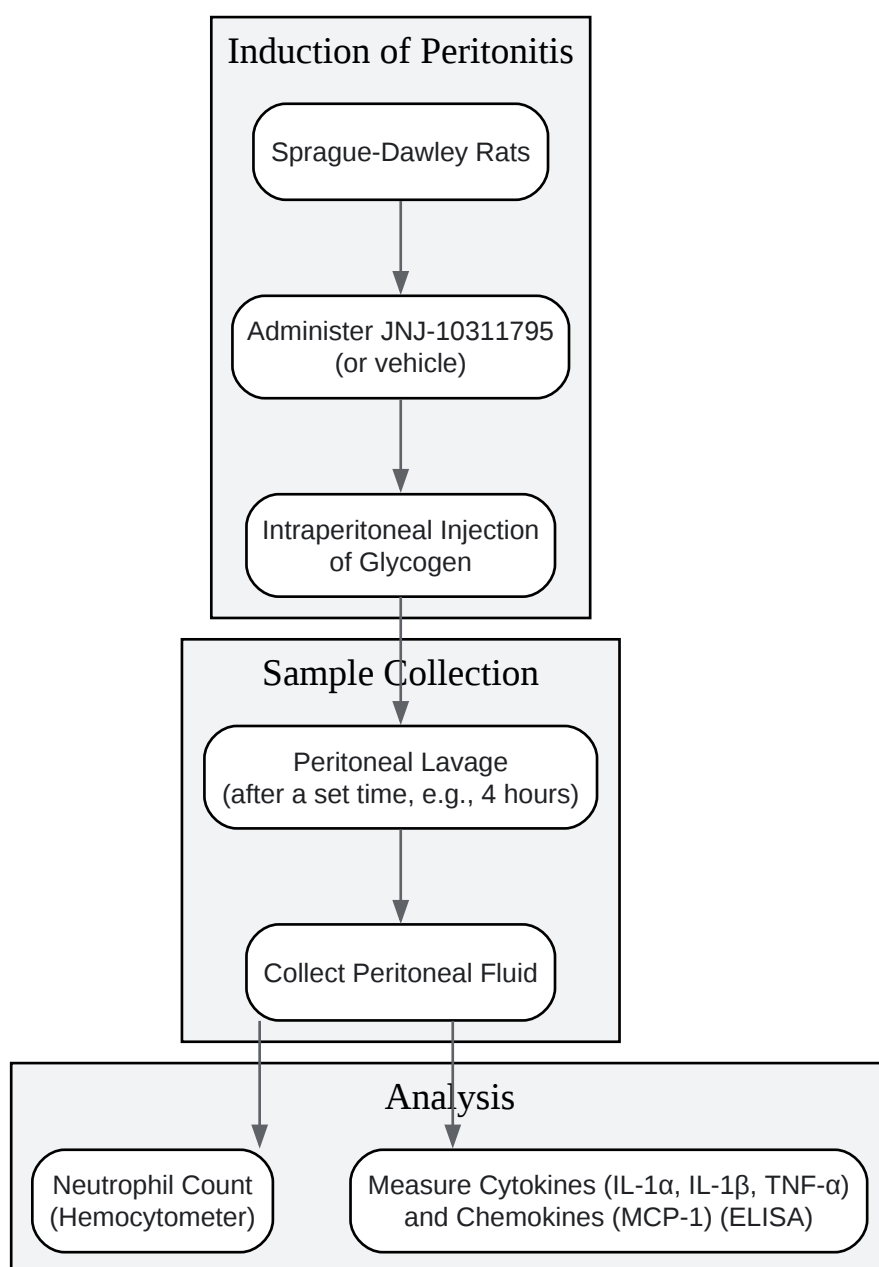 Induction of Peritonitis
Sprague-Dawley Rats
Administer JNJ-10311795
(or vehicle)
Intraperitoneal Injection
of Glycogen
Sample Collection
Peritoneal Lavage
(after a set time, e.g., 4 hours)
Collect Peritoneal Fluid
Analysis
Neutrophil Count
(Hemocytometer)
Measure Cytokines (IL-1α, IL-1β, TNF-α)
and Chemokines (MCP-1) (ELISA)